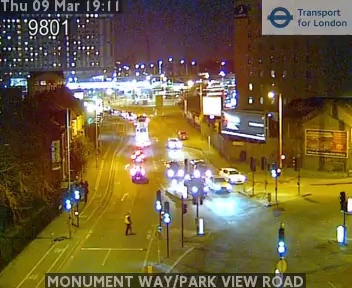 Thu 09 Mar 19:11
9801
Transport
for London
MONUMENT WAY/PARK VIEW ROAD